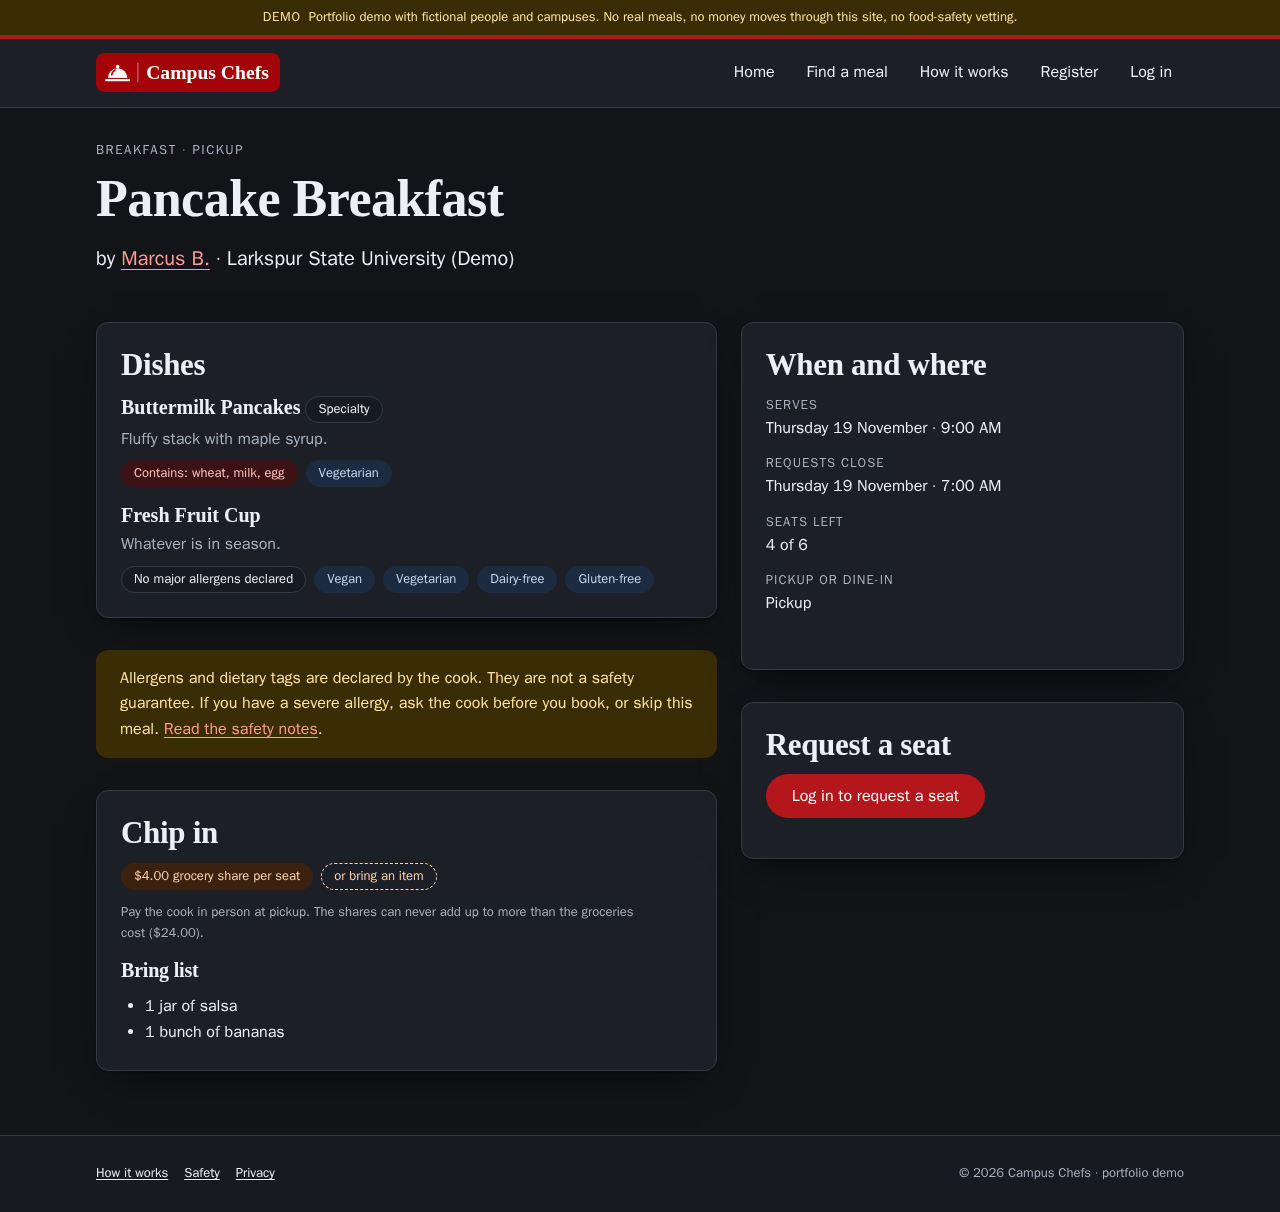 DEMO Portfolio demo with fictional people and campuses. No real meals, no money moves through this site, no food-safety vetting.
Campus Chefs
Home Find a meal How it works Register Log in
BREAKFAST · PICKUP
Pancake Breakfast
by Marcus B. · Larkspur State University (Demo)
Dishes
Buttermilk Pancakes Specialty
Fluffy stack with maple syrup.
Contains: wheat, milk, egg Vegetarian
Fresh Fruit Cup
Whatever is in season.
No major allergens declared Vegan Vegetarian Dairy-free Gluten-free
Allergens and dietary tags are declared by the cook. They are not a safety
guarantee. If you have a severe allergy, ask the cook before you book, or skip this
meal. Read the safety notes.
Chip in
$4.00 grocery share per seat or bring an item
Pay the cook in person at pickup. The shares can never add up to more than the groceries
cost ($24.00).
Bring list
• 1 jar of salsa
• 1 bunch of bananas
When and where
SERVES
Thursday 19 November · 9:00 AM
REQUESTS CLOSE
Thursday 19 November · 7:00 AM
SEATS LEFT
4 of 6
PICKUP OR DINE-IN
Pickup
Request a seat
Log in to request a seat
How it works Safety Privacy
© 2026 Campus Chefs · portfolio demo